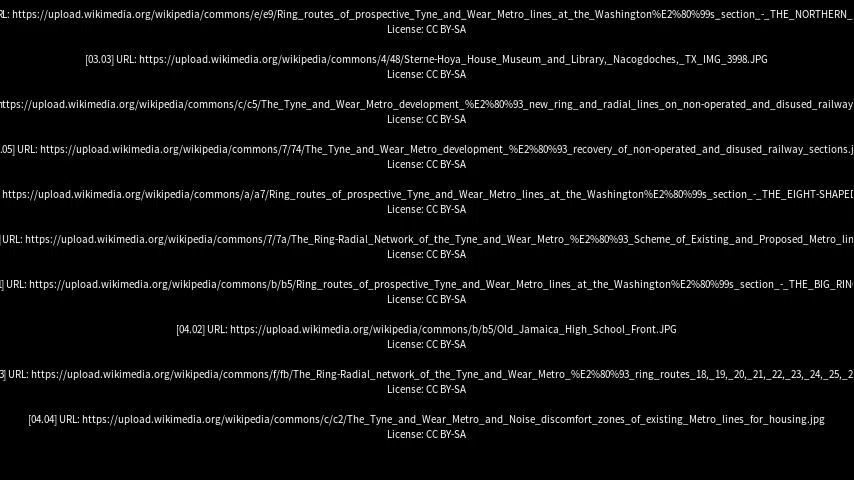 RL: https://upload.wikimedia.org/wikipedia/commons/e/e9/Ring_routes_of_prospective_Tyne_and_Wear_Metro_lines_at_the_Washington%E2%80%99s_section_-_THE_NORTHERN_
License: CC BY-SA
[03.03] URL: https://upload.wikimedia.org/wikipedia/commons/4/48/Sterne-Hoya_House_Museum_and_Library,_Nacogdoches,_TX_IMG_3998.JPG
License: CC BY-SA
https://upload.wikimedia.org/wikipedia/commons/c/c5/The_Tyne_and_Wear_Metro_development_%E2%80%93_new_ring_and_radial_lines_on_non-operated_and_disused_railway
License: CC BY-SA
.05] URL: https://upload.wikimedia.org/wikipedia/commons/7/74/The_Tyne_and_Wear_Metro_development_%E2%80%93_recovery_of_non-operated_and_disused_railway_sections.j
License: CC BY-SA
https://upload.wikimedia.org/wikipedia/commons/a/a7/Ring_routes_of_prospective_Tyne_and_Wear_Metro_lines_at_the_Washington%E2%80%99s_section_-_THE_EIGHT-SHAPED
License: CC BY-SA
] URL: https://upload.wikimedia.org/wikipedia/commons/7/7a/The_Ring-Radial_Network_of_the_Tyne_and_Wear_Metro_%E2%80%93_Scheme_of_Existing_and_Proposed_Metro_lin
License: CC BY-SA
1] URL: https://upload.wikimedia.org/wikipedia/commons/b/b5/Ring_routes_of_prospective_Tyne_and_Wear_Metro_lines_at_the_Washington%E2%80%99s_section_-_THE_BIG_RIN
License: CC BY-SA
[04.02] URL: https://upload.wikimedia.org/wikipedia/commons/b/b5/Old_Jamaica_High_School_Front.JPG
License: CC BY-SA
3] URL: https://upload.wikimedia.org/wikipedia/commons/f/fb/The_Ring-Radial_network_of_the_Tyne_and_Wear_Metro_%E2%80%93_ring_routes_18,_19,_20,_21,_22,_23,_24,_25,_2
License: CC BY-SA
[04.04] URL: https://upload.wikimedia.org/wikipedia/commons/c/c2/The_Tyne_and_Wear_Metro_and_Noise_discomfort_zones_of_existing_Metro_lines_for_housing.jpg
License: CC BY-SA